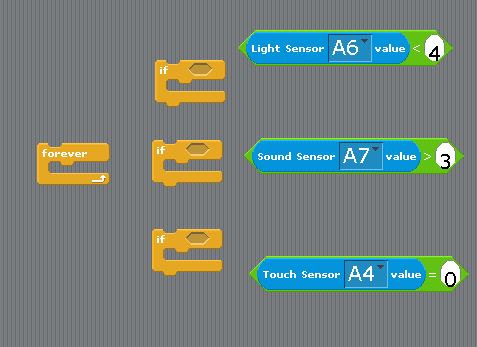 Light Sensor A6 value < 4
if
if
Sound Sensor A7 value > 3
forever
if
Touch Sensor A4 value = 0